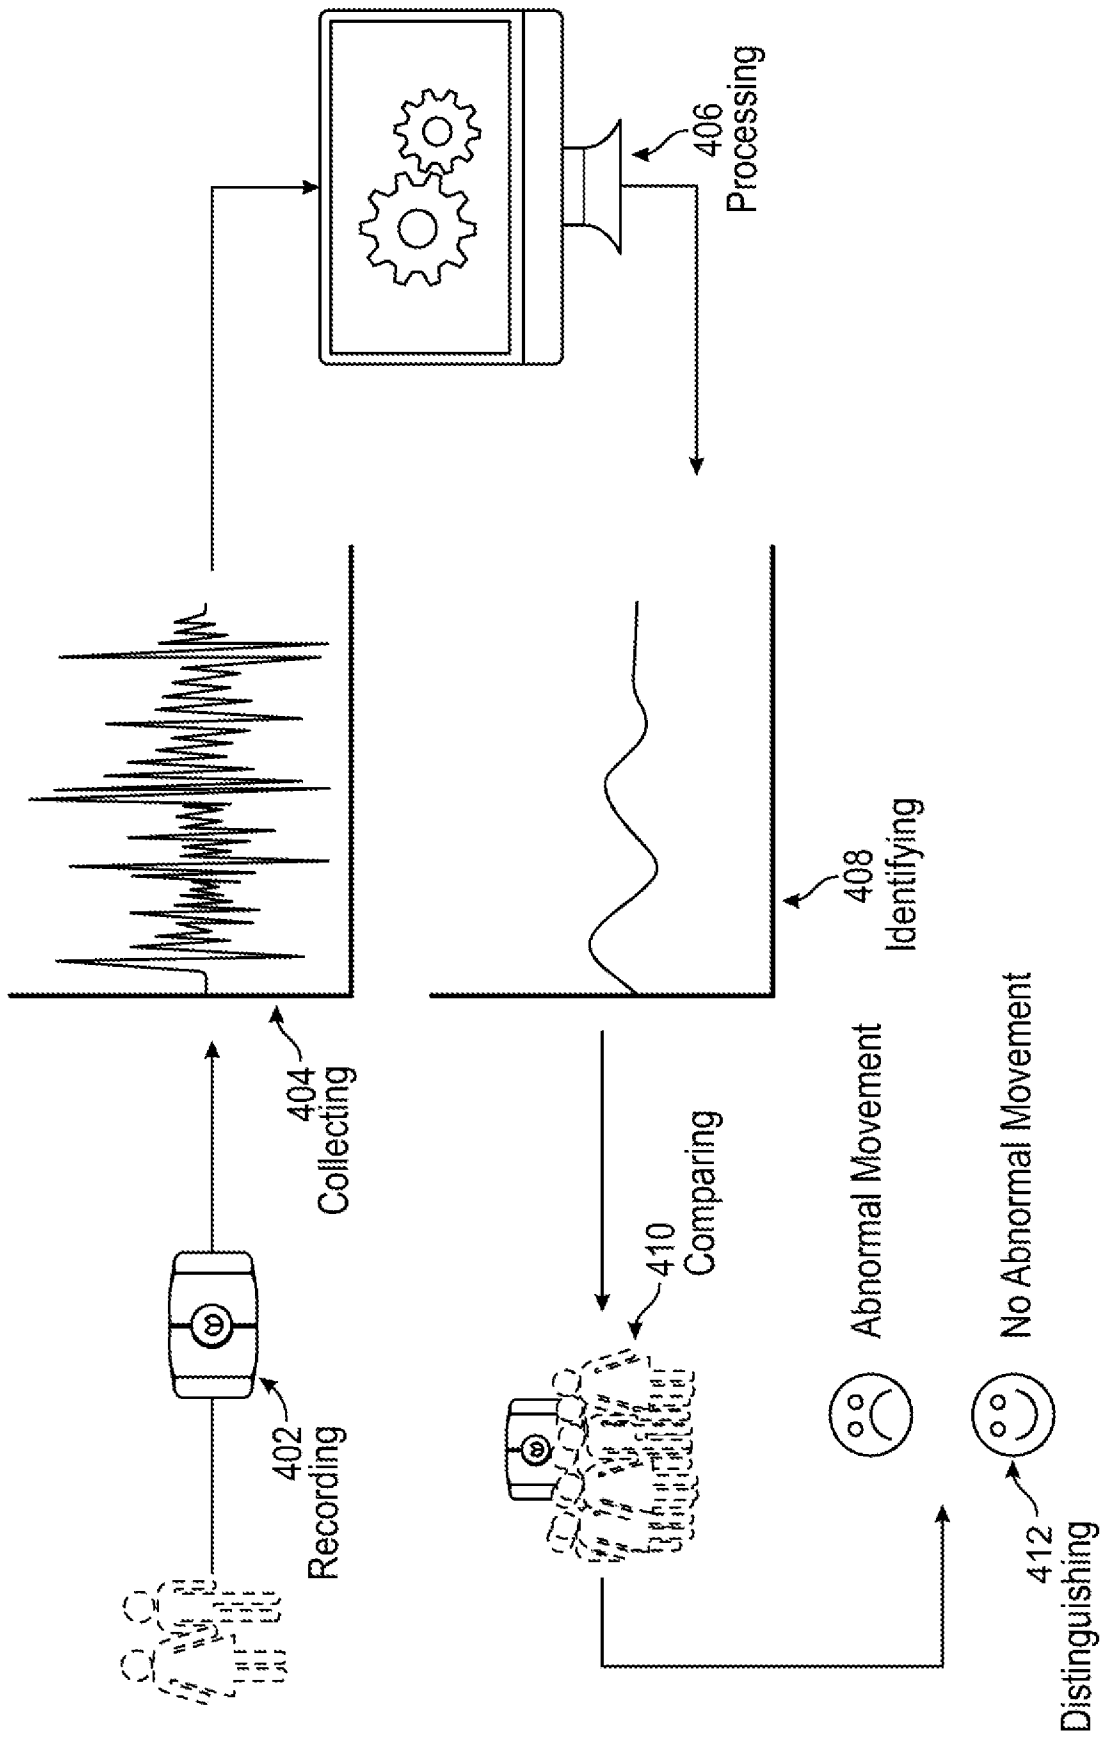 402
Recording
404
Collecting
406
Processing
408
Identifying
410
Comparing
Abnormal Movement
No Abnormal Movement
412
Distinguishing